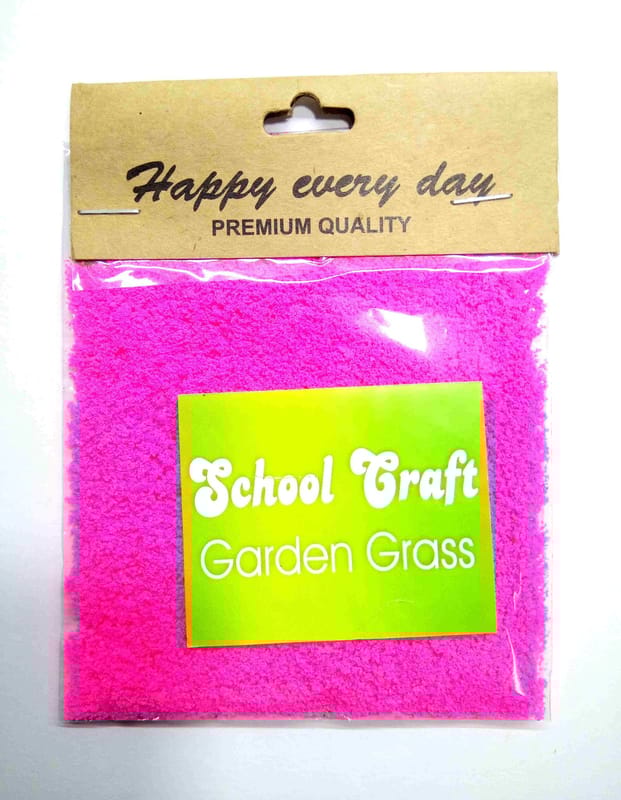 Happy every day
PREMIUM QUALITY
School Craft
Garden Grass